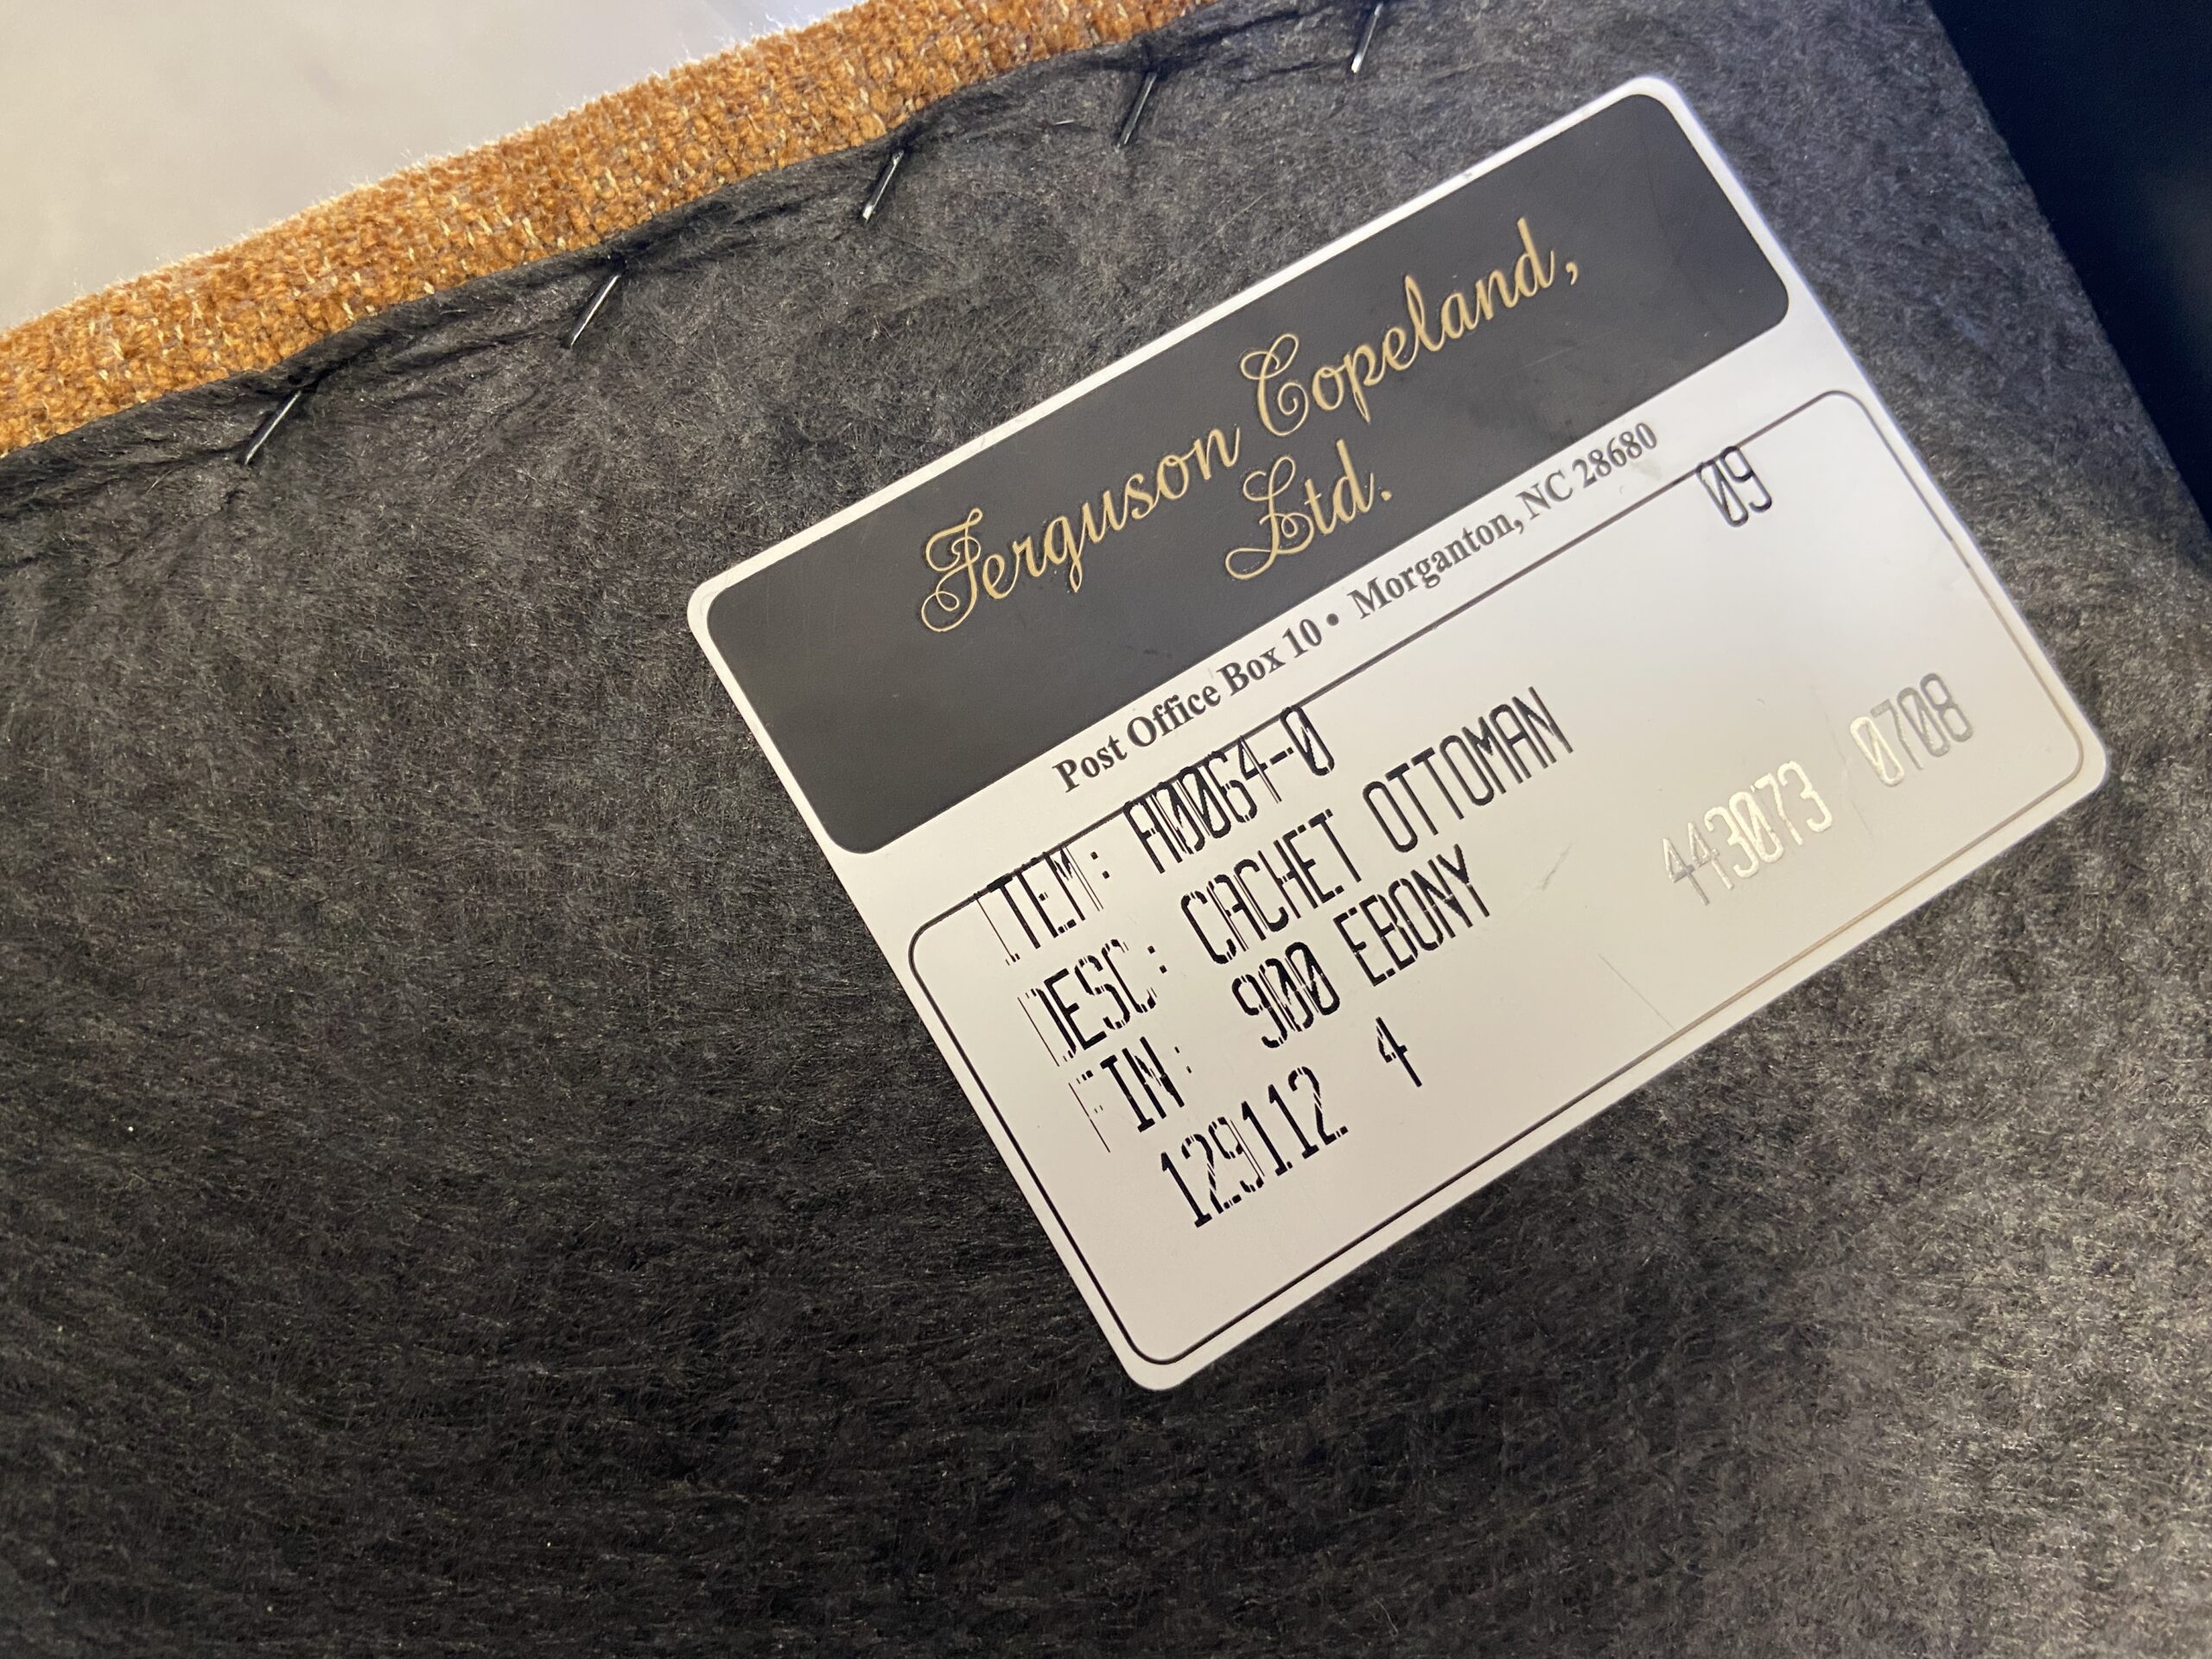 Ferguson Copeland,
Ltd.
Post Office Box 10 • Morganton, NC 28680
09
ITEM: A0064-0
DESC: CACHET OTTOMAN
FIN: 900 EBONY
129112 4
443073 0708